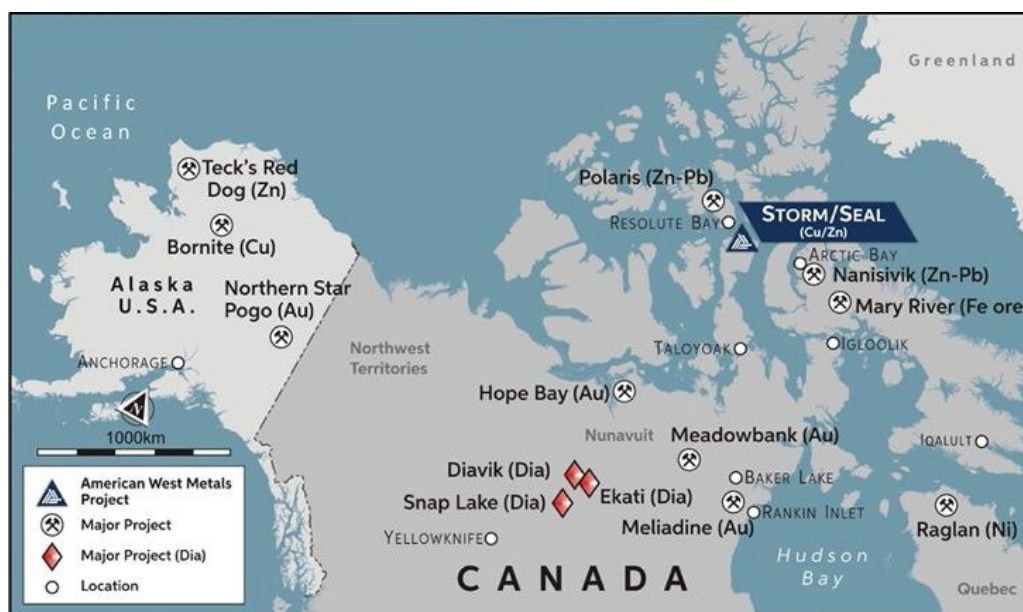 Greenland
Pacific
Ocean
Teck's Red
Dog (Zn)
Polaris (Zn-Pb)
RESOLUTE BAY
STORM/SEAL
(Cu/Zn)
Bornite (Cu)
ARCTIC BAY
Nanisivik (Zn-Pb)
Alaska
U.S.A.
Northern Star
Pogo (Au)
Mary River (Fe ore
ANCHORAGE
Northwest
Territories
TALOYOAK
IGLOOLIK
N
Hope Bay (Au)
1000km
Nunavuit
Meadowbank (Au)
IQALULT
American West Metals
Project
Major Project
Major Project (Dia)
Location
Diavik (Dia)
Ekati (Dia)
Snap Lake (Dia)
BAKER LAKE
Meliadine (Au)
RANKIN INLET
Raglan (Ni)
YELLOWKNIFE
Hudson
Bay
CANADA
Quebec